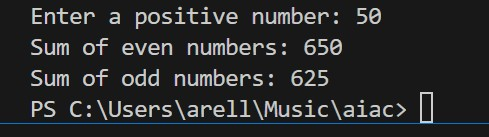 Enter a positive number: 50
Sum of even numbers: 650
Sum of odd numbers: 625
PS C:\Users\arell\Music\aiac>